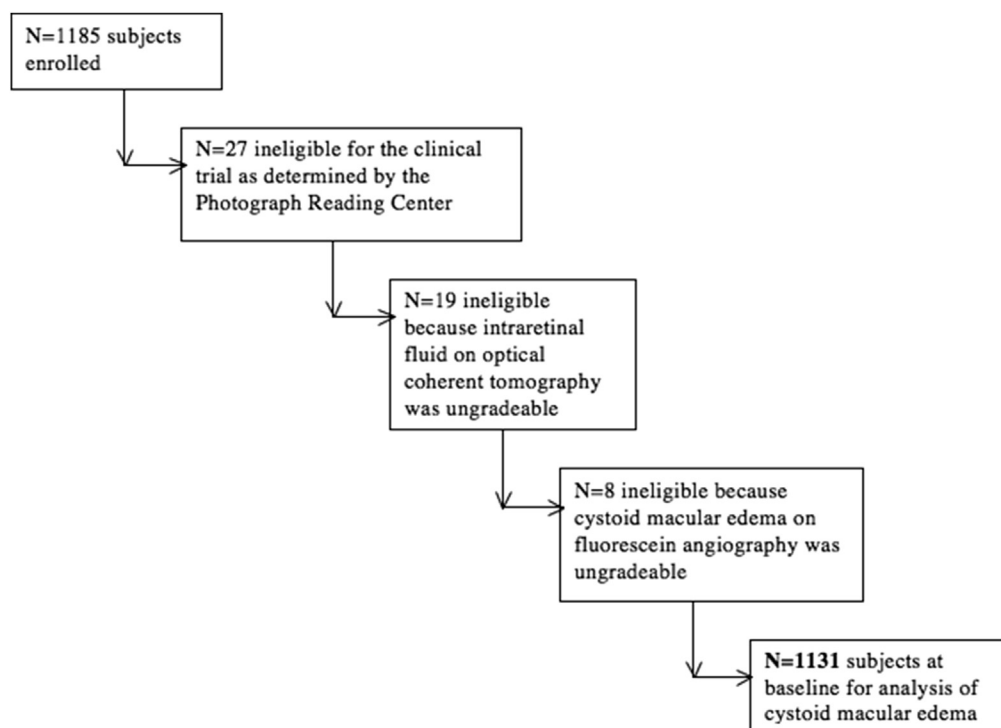 N=1185 subjects
enrolled
N=27 ineligible for the clinical
trial as determined by the
Photograph Reading Center
N=19 ineligible
because intraretinal
fluid on optical
coherent tomography
was ungradeable
N=8 ineligible because
cystoid macular edema on
fluorescein angiography was
ungradeable
N=1131 subjects at
baseline for analysis of
cystoid macular edema